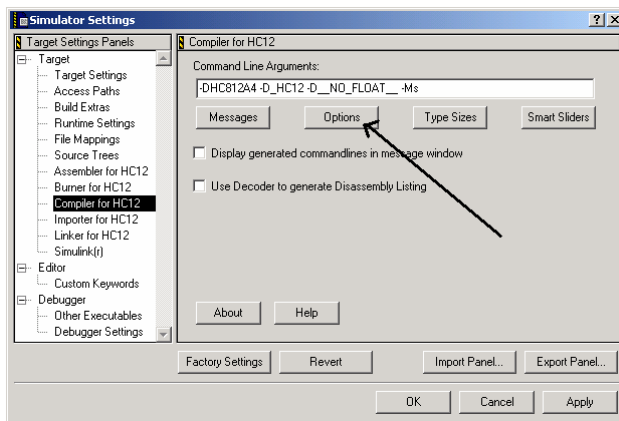 Simulator Settings
Target Settings Panels
Target
Target Settings
Access Paths
Build Extras
Runtime Settings
File Mappings
Source Trees
Assembler for HC12
Burner for HC12
Compiler for HC12
Importer for HC12
Linker for HC12
Simulink(r)
Editor
Custom Keywords
Debugger
Other Executables
Debugger Settings
Compiler for HC12
Command Line Arguments:
-DHC812A4 -D_HC12 -D__NO_FLOAT__ -Ms
Messages Options Type Sizes Smart Sliders
Display generated commandlines in message window
Use Decoder to generate Disassembly Listing
About Help
Factory Settings Revert Import Panel... Export Panel...
OK Cancel Apply